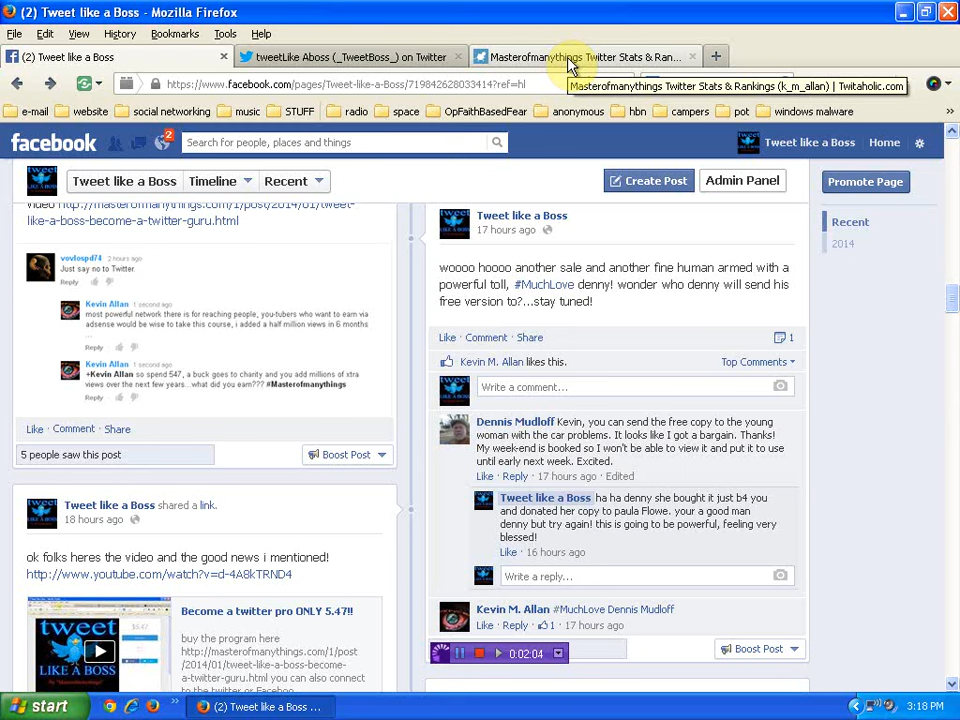 (2) Tweet like a Boss - Mozilla Firefox
File Edit View History Bookmarks Tools Help
(2) Tweet like a Boss
tweetLike Aboss (_TweetBoss_) on Twitter
Masterofmanythings Twitter Stats & Ran...
https://www.facebook.com/pages/Tweet-like-a-Boss/719842628033414?ref=hl
Masterofmanythings Twitter Stats & Rankings (k_m_allan) | Twitaholic.com
e-mail weather banking music STUFF radio space OpFaithBeedFour anonymous hbn campers pot windows malware
facebook
2
Search for people, places and things
Tweet like a Boss Home
Tweet like a Boss Timeline Recent
Create Post Admin Panel
Promote Page
Recent
2014
video http://masterofmanythings.com/1/post/2014/01/tweet-
like-a-boss-become-a-twitter-guru.html
vovlospd74 2 hours ago
Just say no to Twitter.
Reply
Kevin Allan 1 second ago
most powerful network there is for reaching people, you-tubers who want to earn via
adsense would be wise to take this course, i added a half million views in 6 months
...
Reply
Kevin Allan 1 second ago
+Kevin Allan so spend 547, a buck goes to charity and you add millions of xtra
views over the next few years...what did you earn??? #Masterofmanythings
Reply
Like · Comment · Share
5 people saw this post
Boost Post
Tweet like a Boss shared a link.
18 hours ago
ok folks heres the video and the good news i mentioned!
http://www.youtube.com/watch?v=d-4A8kTRND4
tweet
LIKE A BOSS
Become a twitter pro ONLY 5.47!!
buy the program here
http://masterofmanythings.com/1/post
/2014/01/tweet-like-a-boss-become-
a-twitter-guru.html you can also connect
to the twitter or Faceboo
Tweet like a Boss
17 hours ago
woooo hoooo another sale and another fine human armed with a
powerful toll, #MuchLove denny! wonder who denny will send his
free version to?...stay tuned!
Like · Comment · Share
1
Kevin M. Allan likes this.
Top Comments
Write a comment...
Dennis Mudloff Kevin, you can send the free copy to the young
woman with the car problems. It looks like I got a bargain. Thanks!
My week-end is booked so I won't be able to view it and put it to use
until early next week. Excited.
Like · Reply · 17 hours ago · Edited
Tweet like a Boss ha ha denny she bought it just b4 you
and donated her copy to paula Flowe. your a good man
denny but try again! this is going to be powerful, feeling very
blessed!
Like · 16 hours ago
Write a reply...
Kevin M. Allan #MuchLove Dennis Mudloff
Like · Reply · 1 · 17 hours ago
0:02:04
Boost Post
start
(2) Tweet like a Boss ...
3:18 PM